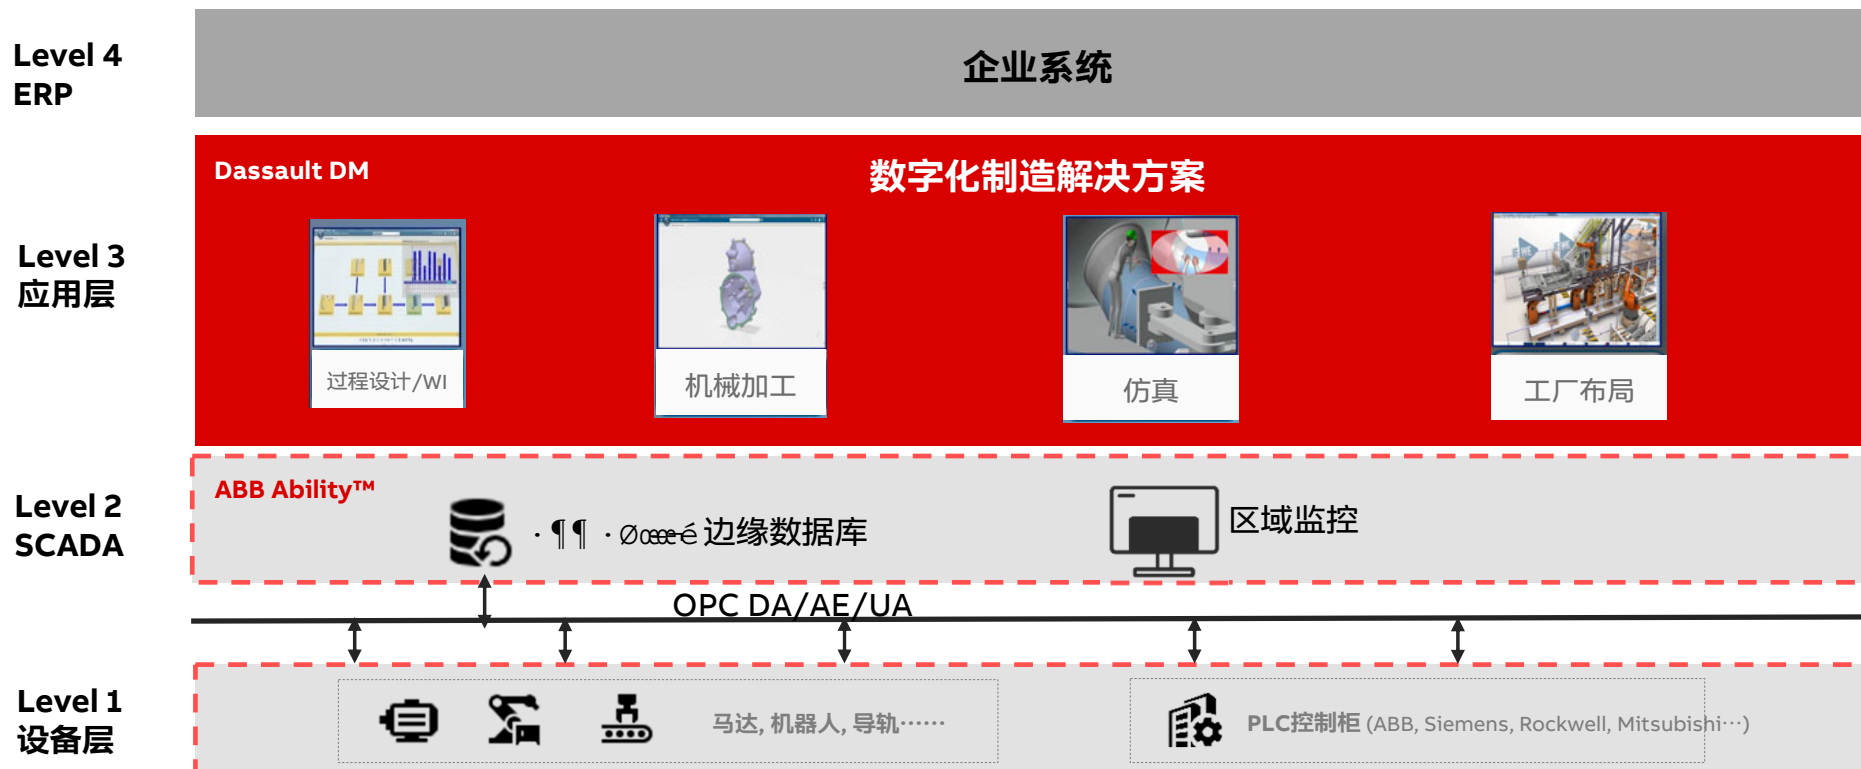 Level 4
ERP
企业系统
Dassault DM
数字化制造解决方案
Level 3
应用层
过程设计/WI
机械加工
仿真
工厂布局
ABB Ability™
Level 2
SCADA
·¶¶·Øœœ€é边缘数据库
区域监控
OPC DA/AE/UA
Level 1
设备层
马达, 机器人, 导轨……
PLC控制柜 (ABB, Siemens, Rockwell, Mitsubishi…)